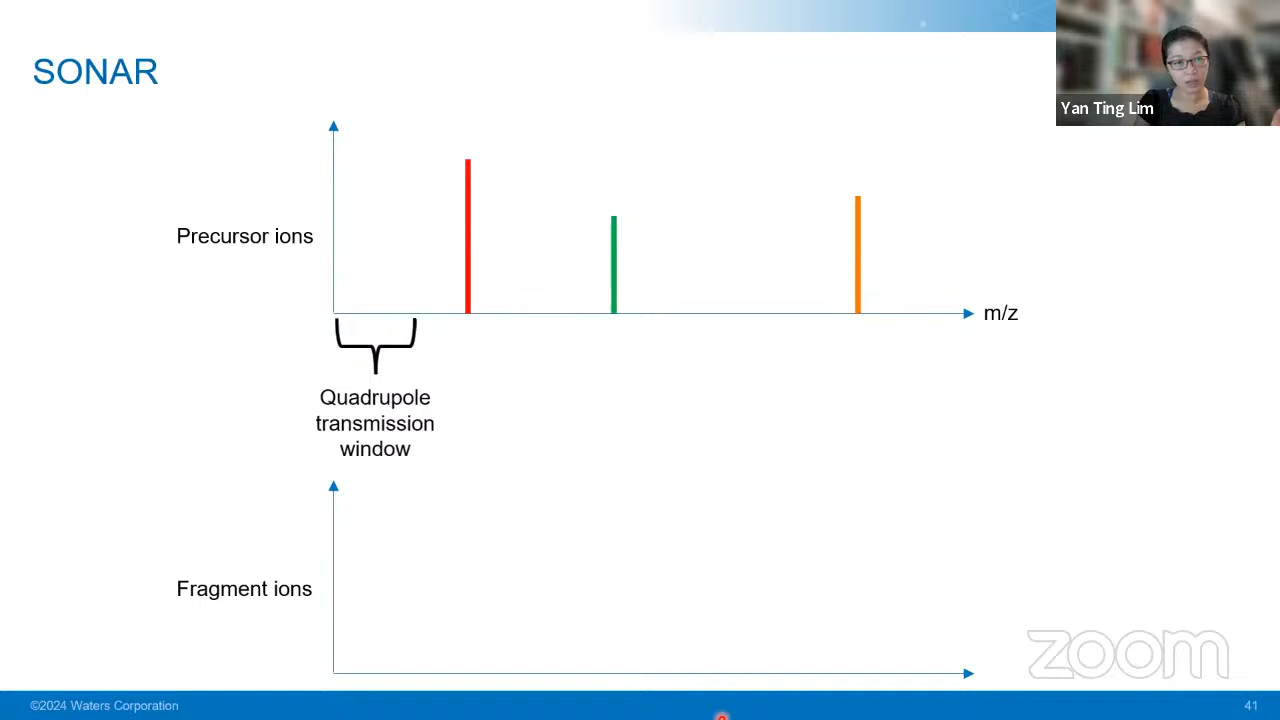 SONAR
Yan Ting Lim
Precursor ions
m/z
Quadrupole
transmission
window
Fragment ions
zoom
©2024 Waters Corporation
41